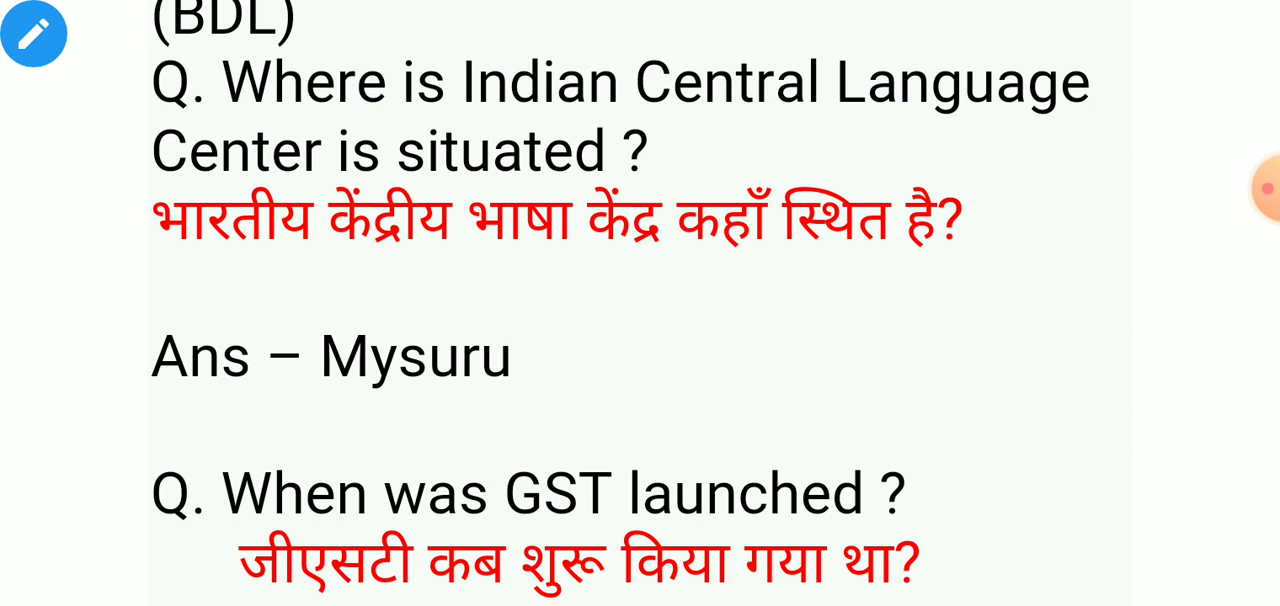 (BDL)
Q. Where is Indian Central Language
Center is situated ?
भारतीय केंद्रीय भाषा केंद्र कहाँ स्थित है?
Ans – Mysuru
Q. When was GST launched ?
जीएसटी कब शुरू किया गया था?